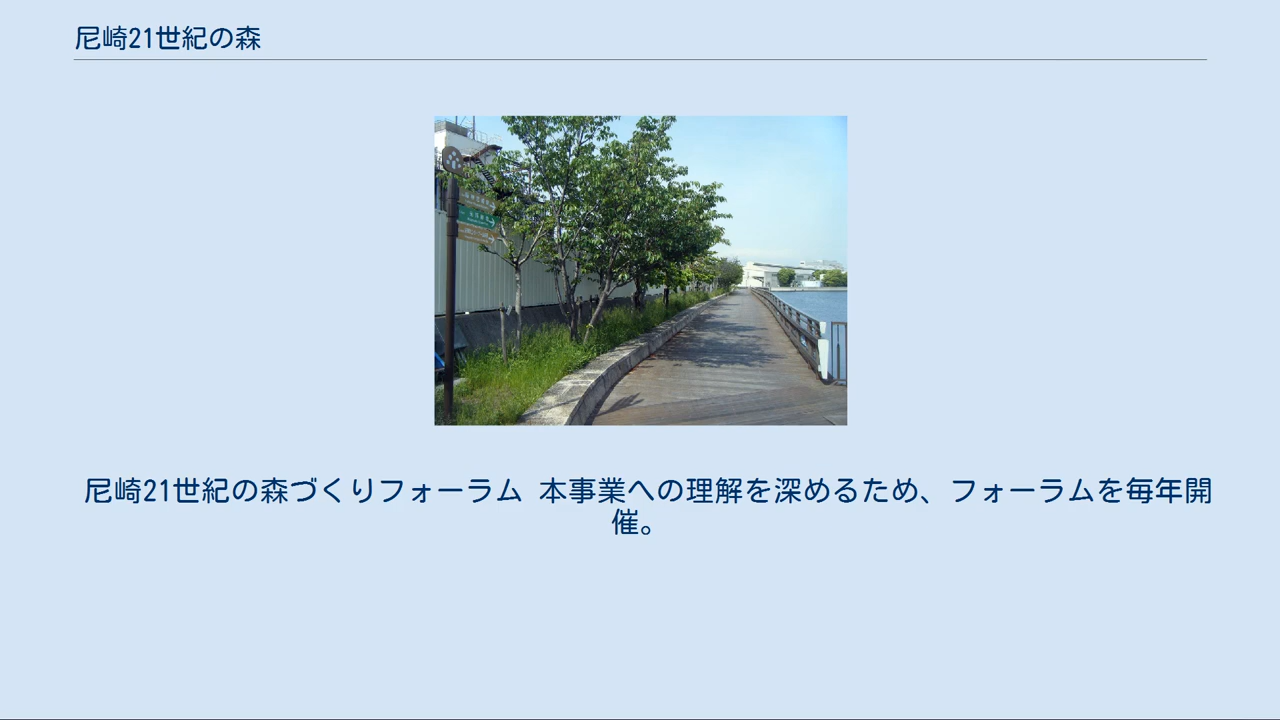 尼崎21世紀の森
尼崎21世紀の森づくりフォーラム 本事業への理解を深めるため、フォーラムを毎年開
催。